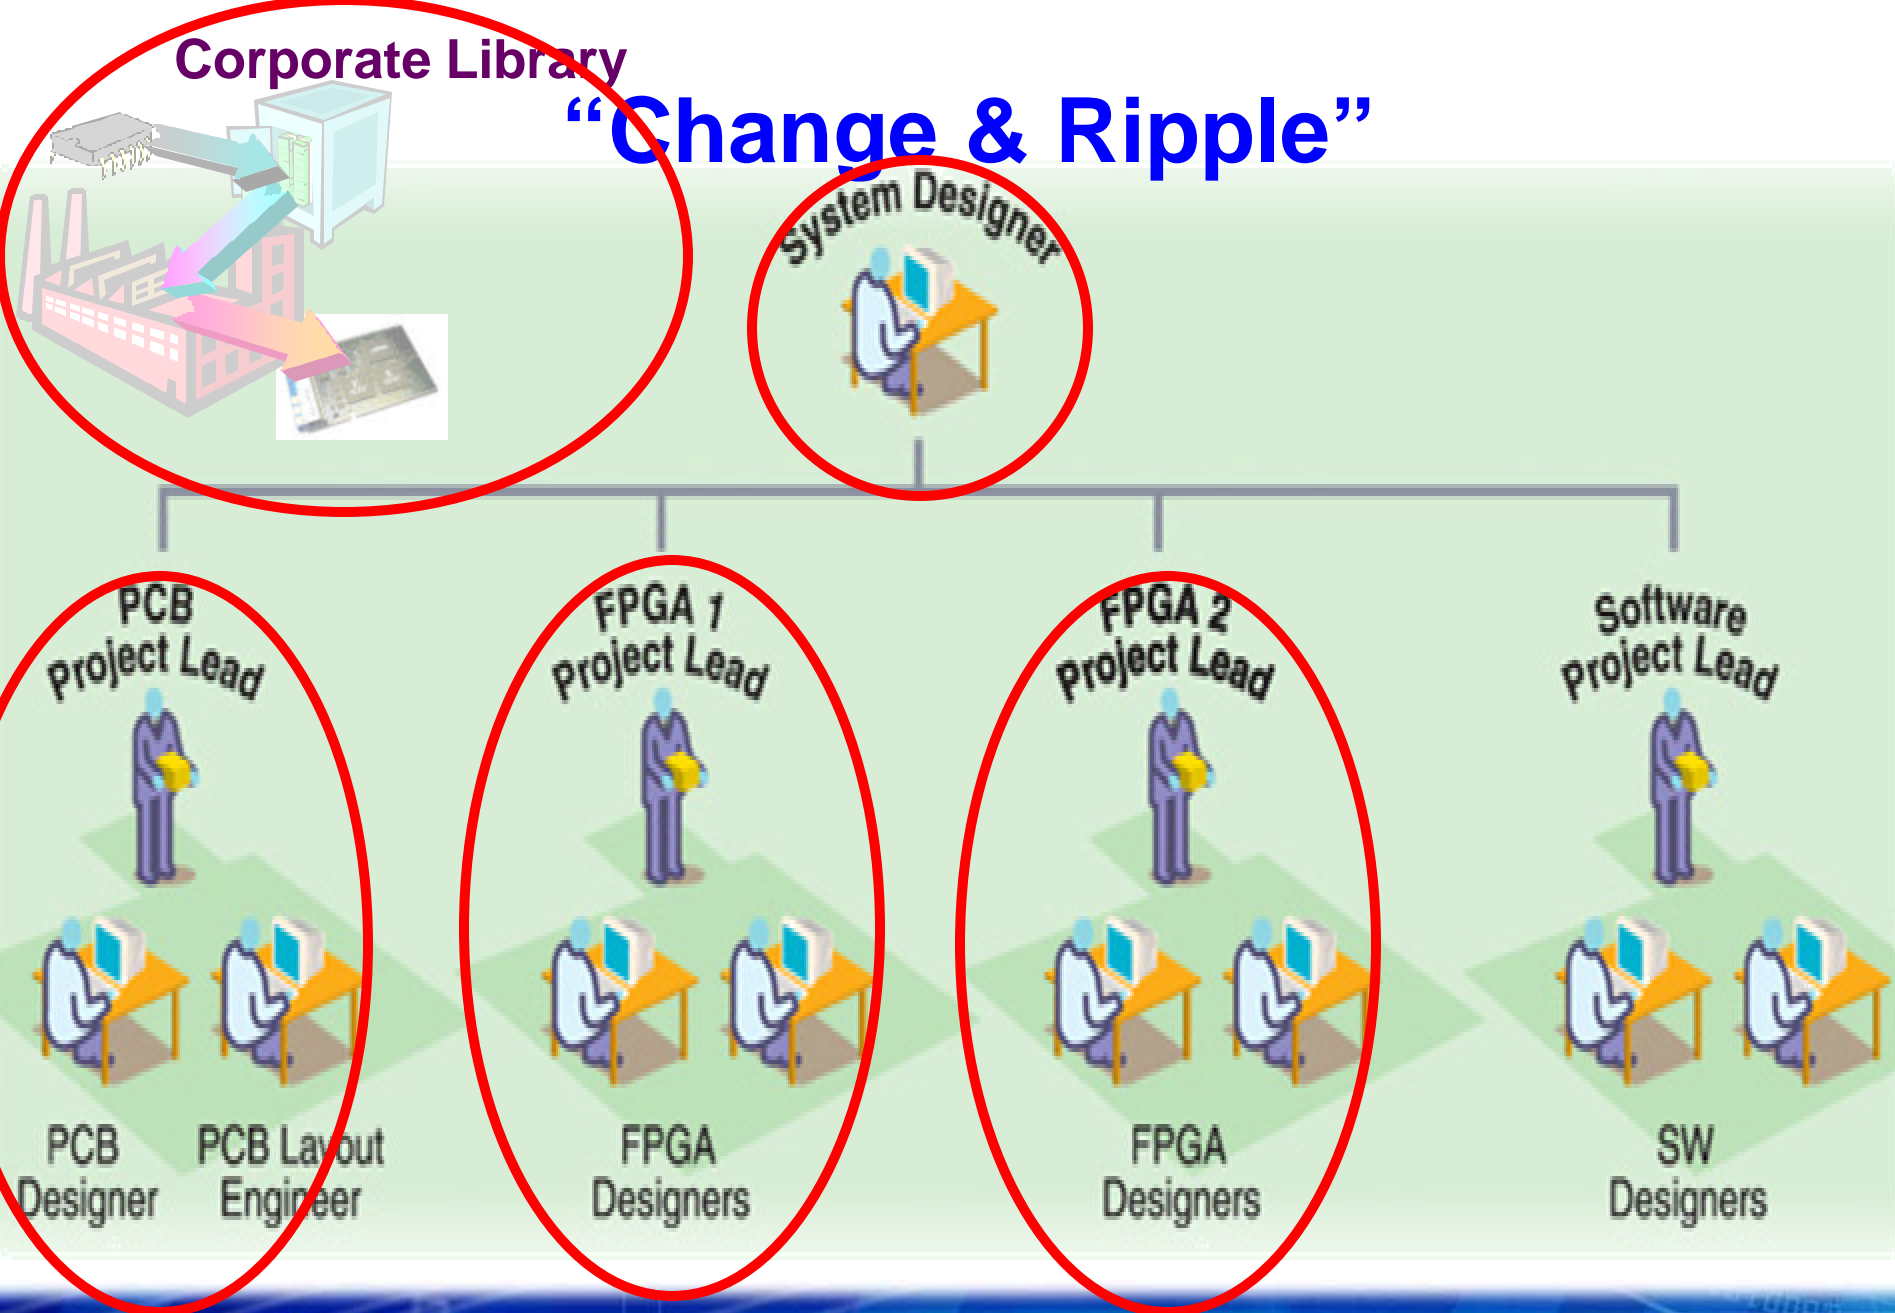 Corporate Library
“Change & Ripple”
System Designer
PCB
Project Lead
FPGA 1
Project Lead
FPGA 2
Project Lead
Software
Project Lead
PCB
Designer
PCB Layout
Engineer
FPGA
Designers
FPGA
Designers
SW
Designers